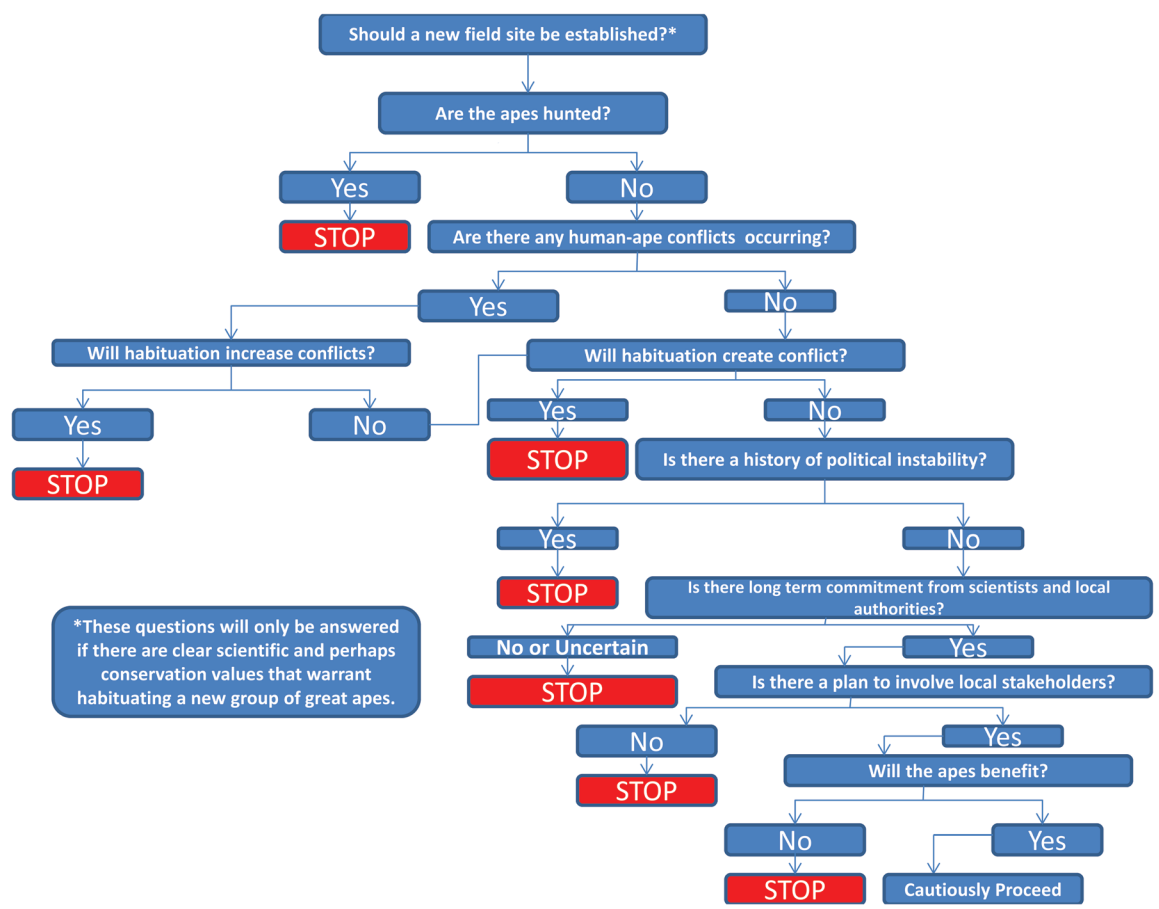 Should a new field site be established?*
Are the apes hunted?
Yes
No
STOP
Are there any human-ape conflicts occurring?
Yes
No
Will habituation increase conflicts?
Will habituation create conflict?
Yes
No
Yes
No
STOP
STOP
Is there a history of political instability?
Yes
No
STOP
Is there long term commitment from scientists and local
authorities?
*These questions will only be answered
if there are clear scientific and perhaps
conservation values that warrant
habituating a new group of great apes.
No or Uncertain
Yes
STOP
Is there a plan to involve local stakeholders?
No
Yes
STOP
Will the apes benefit?
No
Yes
STOP
Cautiously Proceed